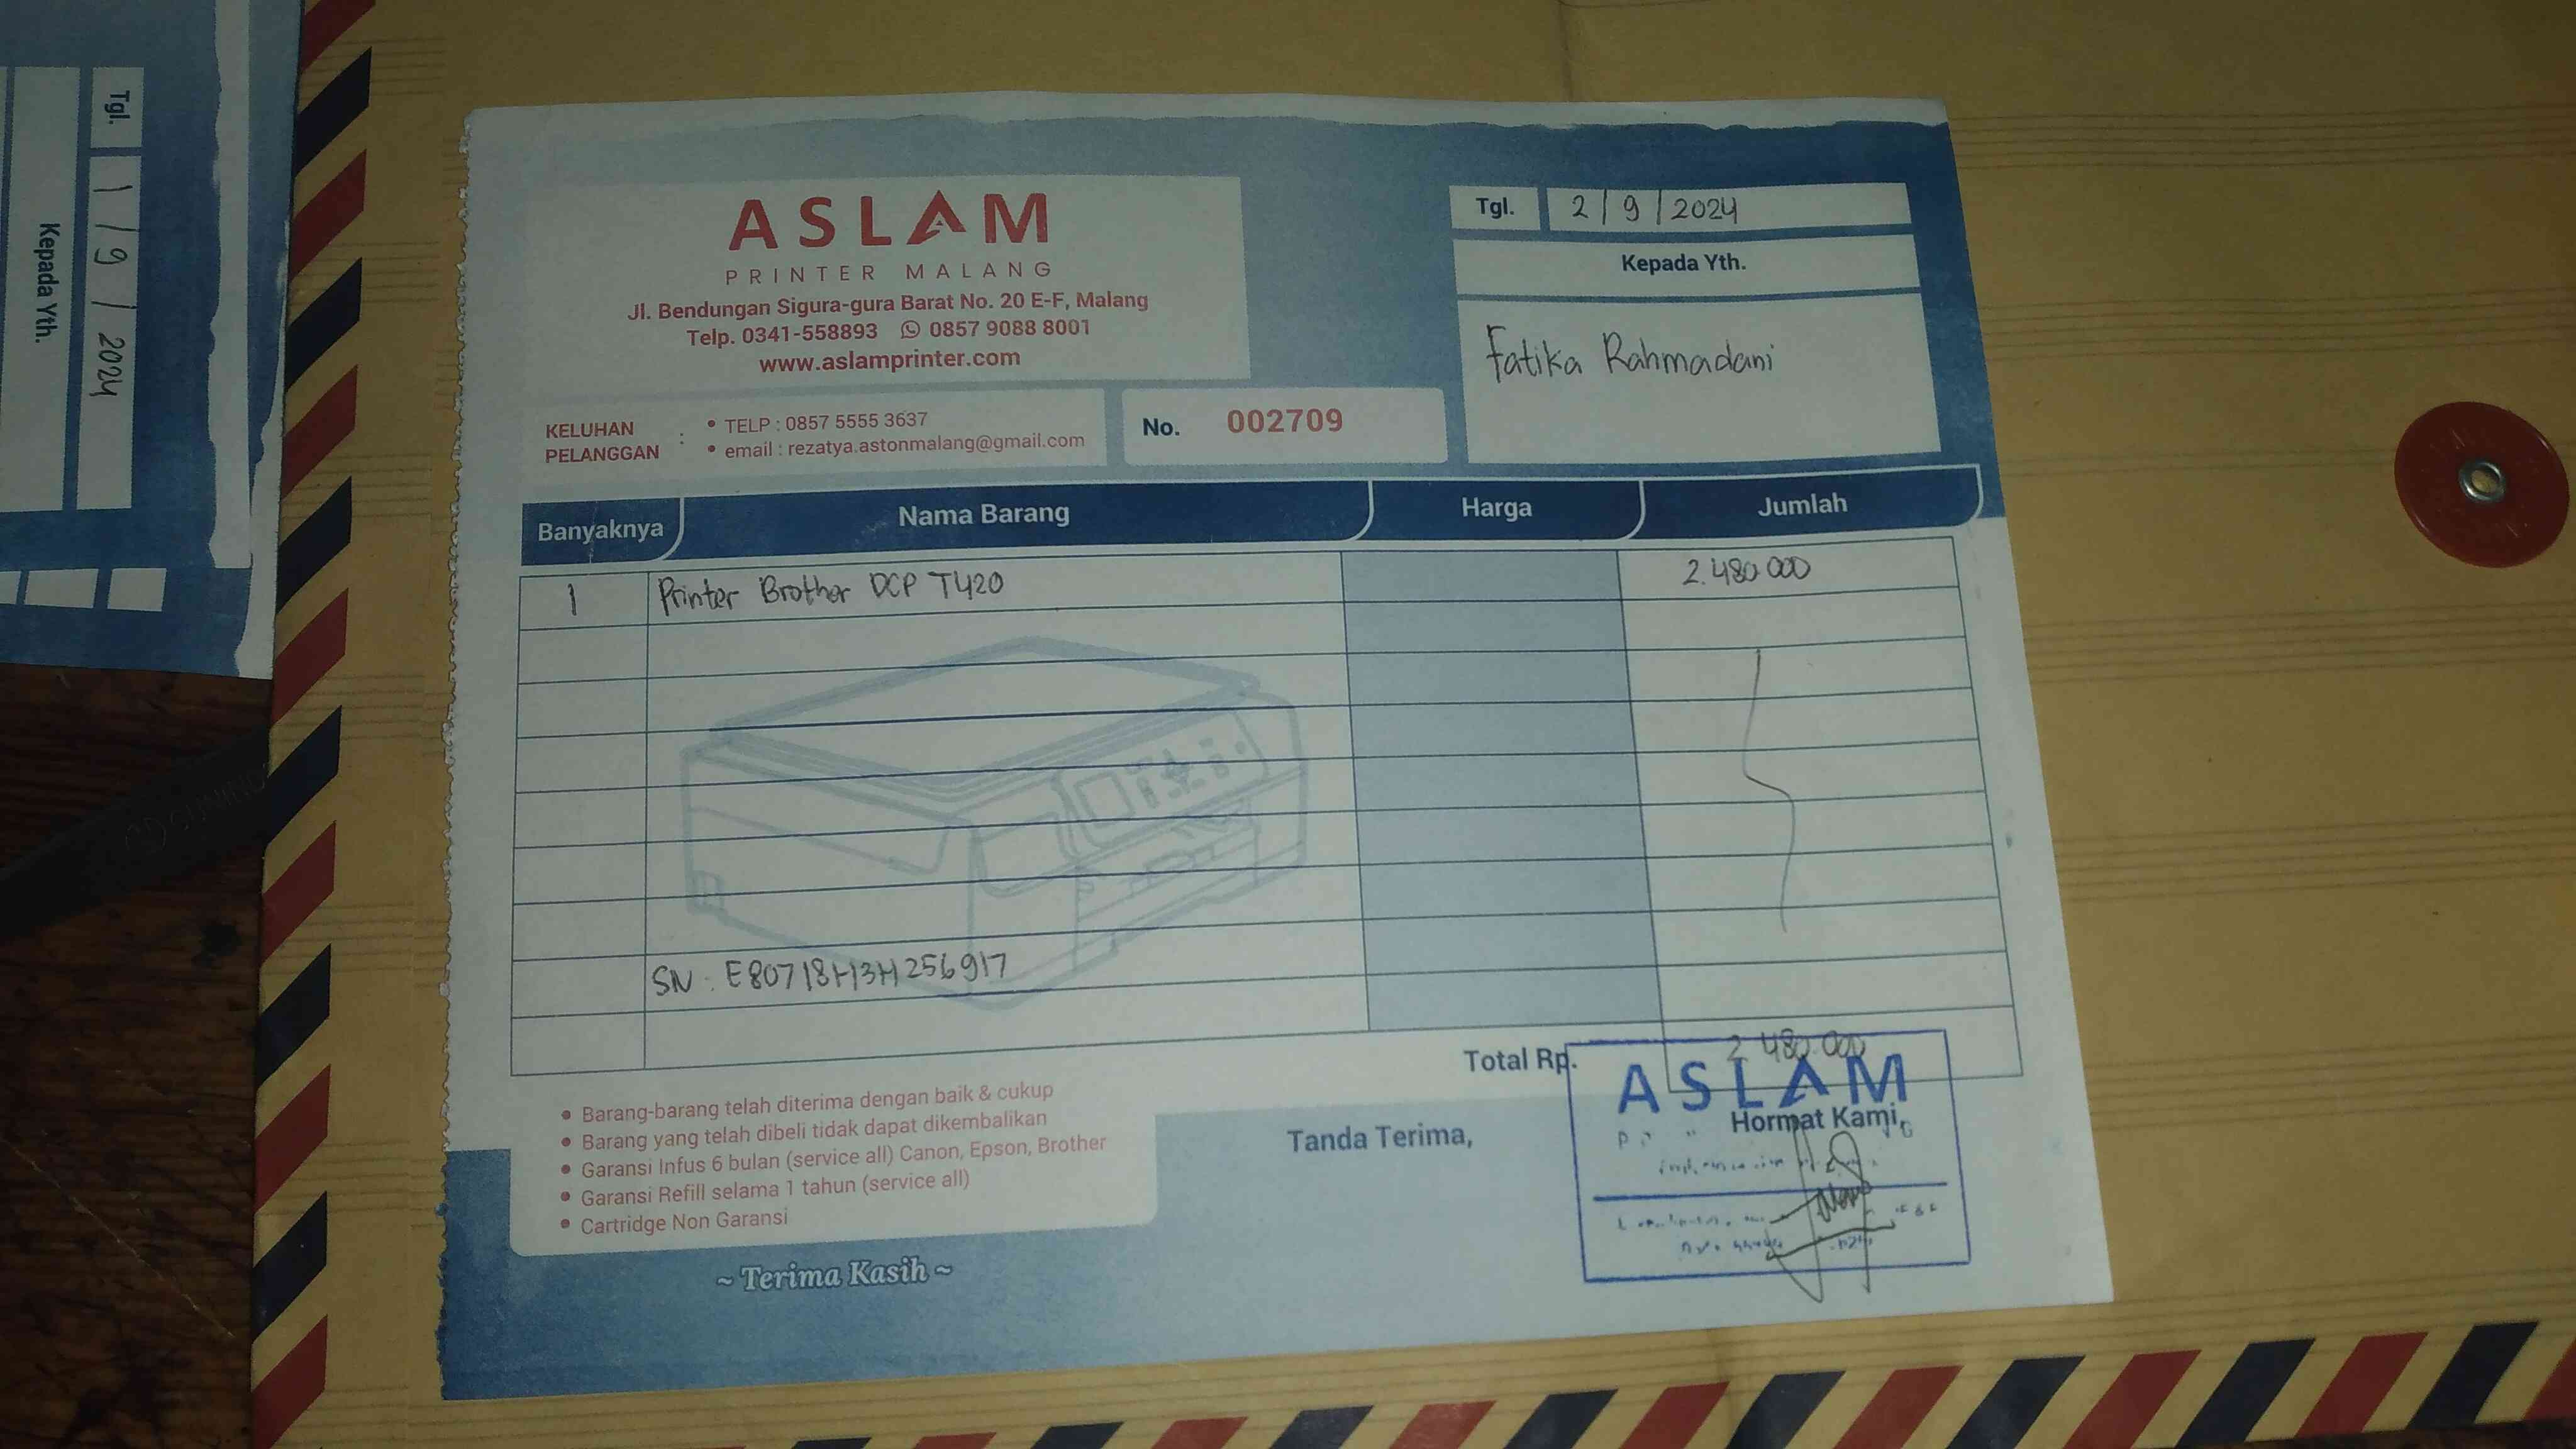 Tgl.
1 / 9 / 2024
Kepada Yth.
ASLAM
PRINTER MALANG
Jl. Bendungan Sigura-gura Barat No. 20 E-F, Malang
Telp. 0341-558893 0857 9088 8001
www.aslamprinter.com
KELUHAN PELANGGAN :
• TELP : 0857 5555 3637
• email : rezatya.astonmalang@gmail.com
No. 002709
Tgl. 2 / 9 / 2024
Kepada Yth.
Fatika Rahmadani
Banyaknya Nama Barang Harga Jumlah
1 Printer Brother DCP T420 2.480.000
SN : E80718H3H256917
Total Rp. 2.480.000
• Barang-barang telah diterima dengan baik & cukup
• Barang yang telah dibeli tidak dapat dikembalikan
• Garansi Infus 6 bulan (service all) Canon, Epson, Brother
• Garansi Refill selama 1 tahun (service all)
• Cartridge Non Garansi
Tanda Terima,
ASLAM
Hormat Kami,
~ Terima Kasih ~